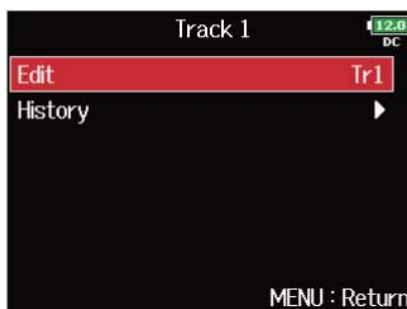 Track 1
12.0
DC
Edit Tr1
History
MENU : Return